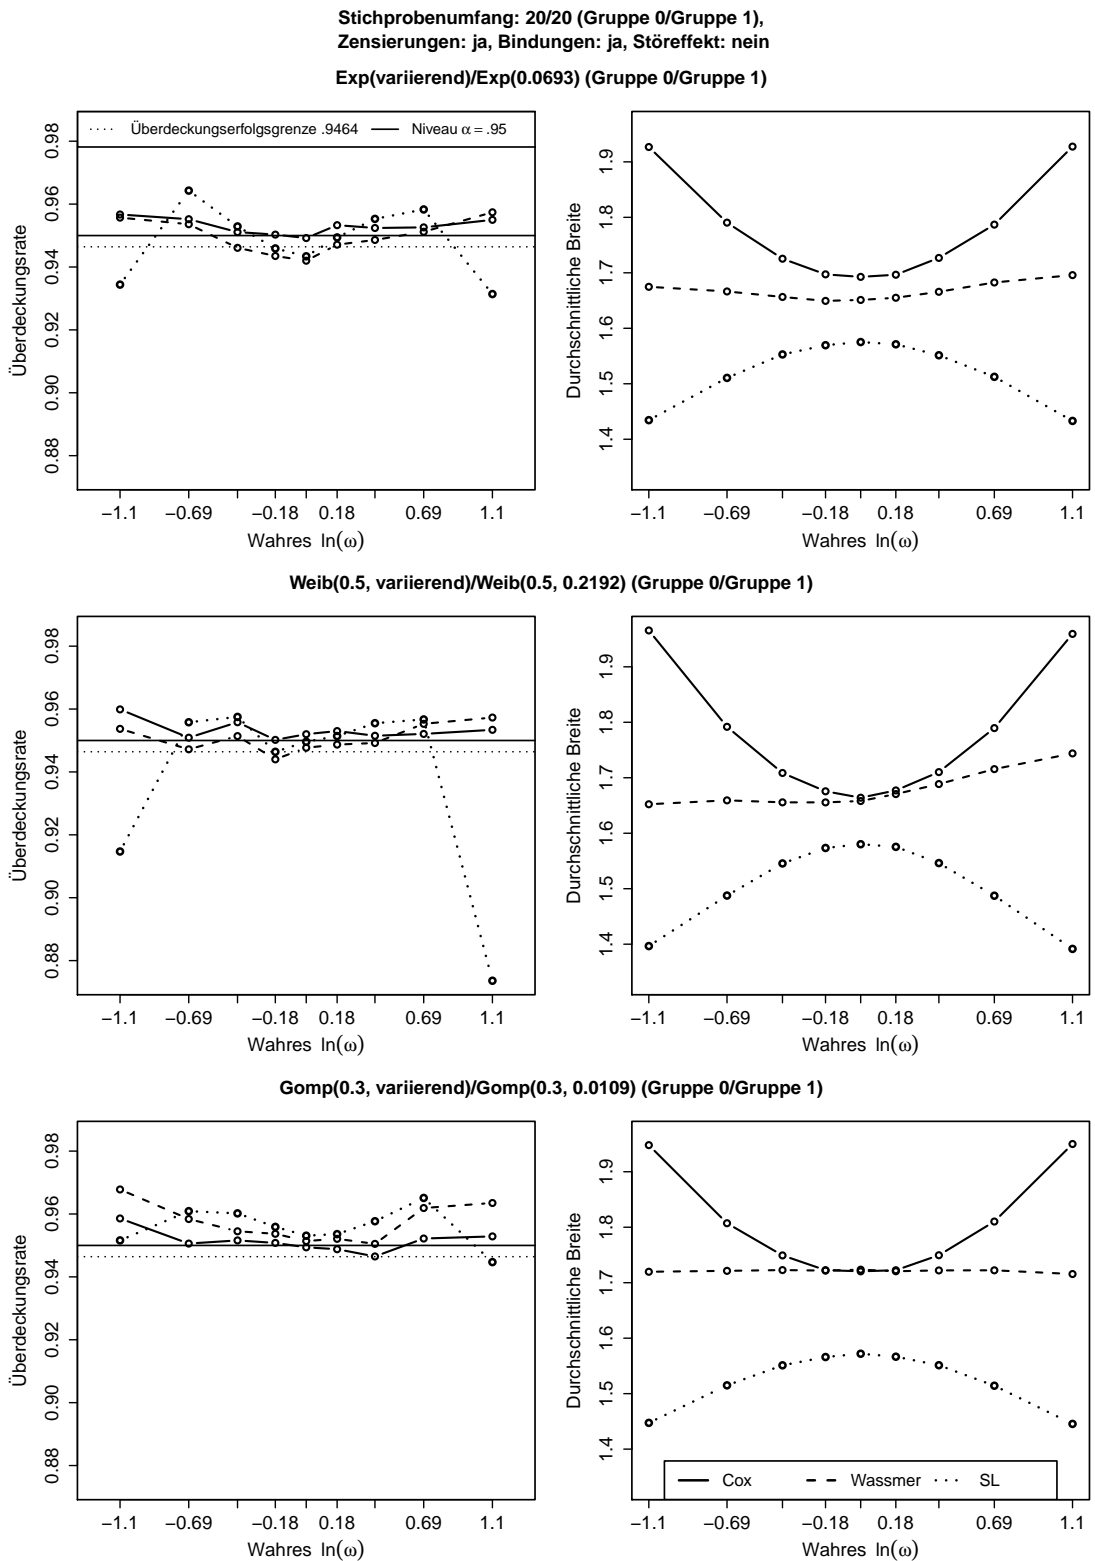 Stichprobenumfang: 20/20 (Gruppe 0/Gruppe 1),
Zensierungen: ja, Bindungen: ja, Störeffekt: nein
Exp(variierend)/Exp(0.0693) (Gruppe 0/Gruppe 1)
Überdeckungserfolgsgrenze .9464 Niveau α = .95
Überdeckungsrate
0.98
0.96
0.94
0.92
0.90
0.88
−1.1 −0.69 −0.18 0.18 0.69 1.1
Wahres ln(ω)
Durchschnittliche Breite
1.9
1.8
1.7
1.6
1.5
1.4
−1.1 −0.69 −0.18 0.18 0.69 1.1
Wahres ln(ω)
Weib(0.5, variierend)/Weib(0.5, 0.2192) (Gruppe 0/Gruppe 1)
Überdeckungsrate
0.98
0.96
0.94
0.92
0.90
0.88
−1.1 −0.69 −0.18 0.18 0.69 1.1
Wahres ln(ω)
Durchschnittliche Breite
1.9
1.8
1.7
1.6
1.5
1.4
−1.1 −0.69 −0.18 0.18 0.69 1.1
Wahres ln(ω)
Gomp(0.3, variierend)/Gomp(0.3, 0.0109) (Gruppe 0/Gruppe 1)
Überdeckungsrate
0.98
0.96
0.94
0.92
0.90
0.88
−1.1 −0.69 −0.18 0.18 0.69 1.1
Wahres ln(ω)
Durchschnittliche Breite
1.9
1.8
1.7
1.6
1.5
1.4
Cox Wassmer SL
−1.1 −0.69 −0.18 0.18 0.69 1.1
Wahres ln(ω)